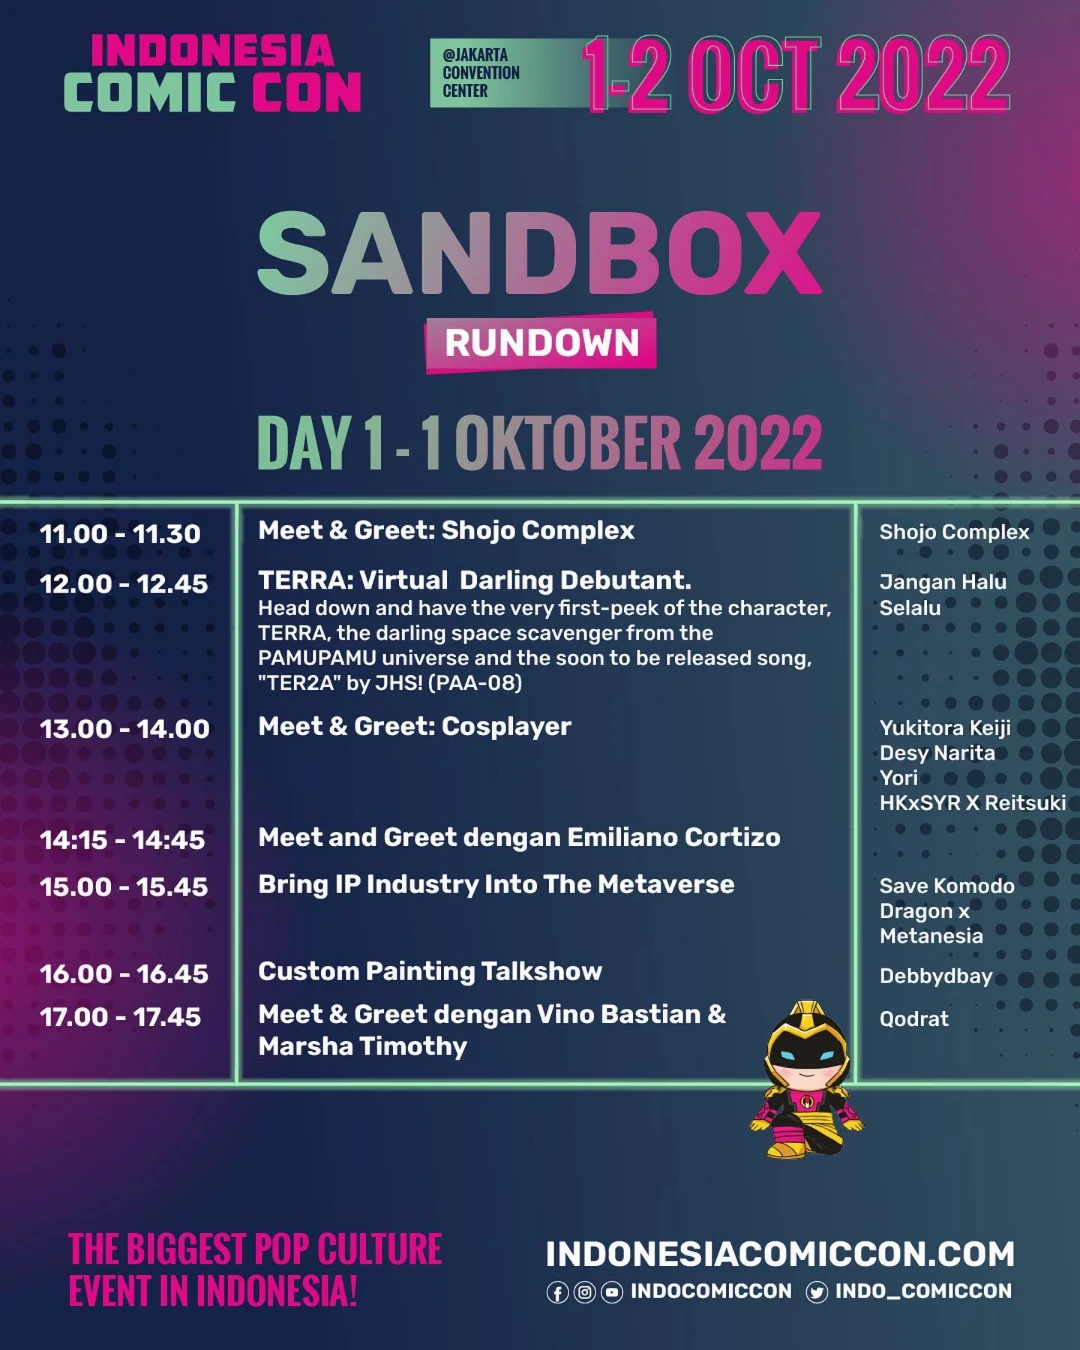 INDONESIA
COMIC CON
@JAKARTA
CONVENTION
CENTER
1-2 OCT 2022
SANDBOX
RUNDOWN
DAY 1 - 1 OKTOBER 2022
11.00 - 11.30 Meet & Greet: Shojo Complex Shojo Complex
12.00 - 12.45 TERRA: Virtual Darling Debutant. Jangan Halu
Head down and have the very first-peek of the character, Selalu
TERRA, the darling space scavenger from the
PAMUPAMU universe and the soon to be released song,
"TER2A" by JHS! (PAA-08)
13.00 - 14.00 Meet & Greet: Cosplayer Yukitora Keiji
Desy Narita
Yori
HKxSYR X Reitsuki
14:15 - 14:45 Meet and Greet dengan Emiliano Cortizo
15.00 - 15.45 Bring IP Industry Into The Metaverse Save Komodo
Dragon x
Metanesia
16.00 - 16.45 Custom Painting Talkshow Debbydbay
17.00 - 17.45 Meet & Greet dengan Vino Bastian & Qodrat
Marsha Timothy
THE BIGGEST POP CULTURE
EVENT IN INDONESIA!
INDONESIACOMICCON.COM
INDOCOMICCON INDO_COMICCON